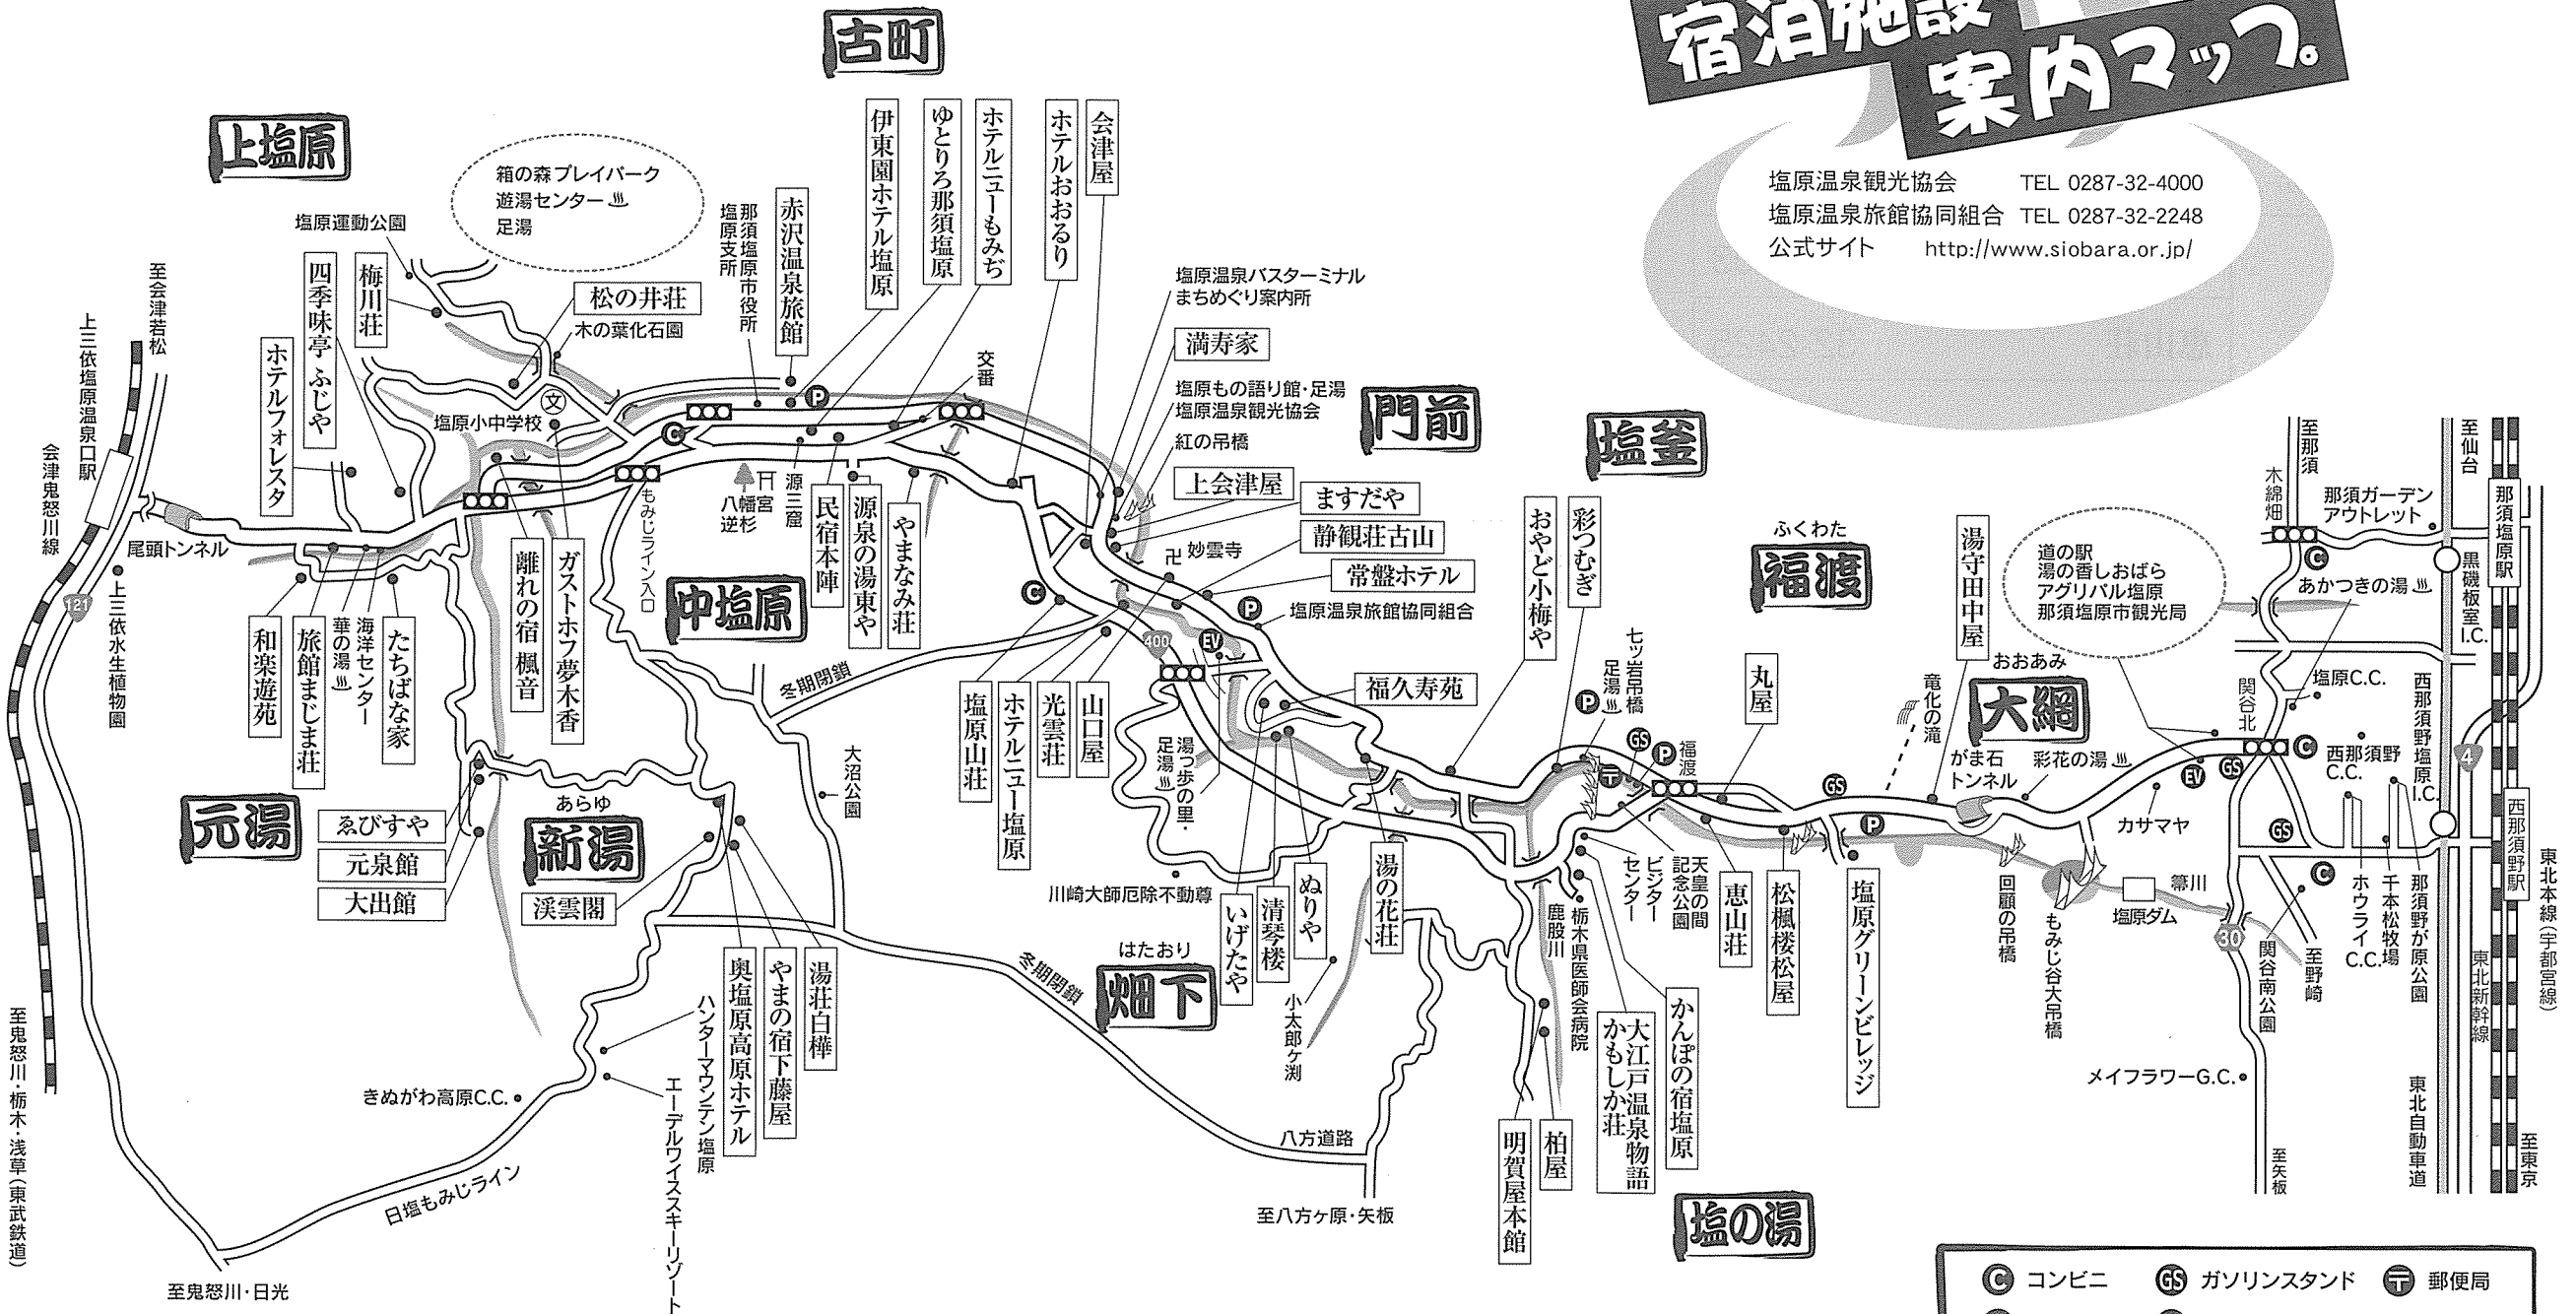 宿泊施設
案内マップ。
塩原温泉観光協会 TEL 0287-32-4000
塩原温泉旅館協同組合 TEL 0287-32-2248
公式サイト http://www.siobara.or.jp/
古町
上塩原
箱の森プレイパーク
遊湯センター
足湯
塩原運動公園
四季味亭 ふじや
梅川荘
ホテルフォレスタ
松の井荘
木の葉化石園
文
塩原小中学校
那須塩原市役所
塩原支所
赤沢温泉旅館
伊東園ホテル塩原
ゆとりろ那須塩原
ホテルニューもみぢ
交番
ホテルおおるり
会津屋
塩原温泉バスターミナル
まちめぐり案内所
満寿家
塩原もの語り館・足湯
塩原温泉観光協会
紅の吊橋
門前
上会津屋
ますだや
静観荘古山
妙雲寺
常盤ホテル
塩原温泉旅館協同組合
至会津若松
上三依塩原温泉口駅
会津鬼怒川線
尾頭トンネル
121
上三依水生植物園
和楽遊苑
旅館まじま荘
華の湯
海洋センター
たちばな家
離れの宿 楓音
ガストホフ夢木香
もみじライン入口
中塩原
八幡宮
逆杉
源三窟
民宿本陣
源泉の湯東や
やまなみ荘
冬期閉鎖
大沼公園
元湯
ゑびすや
元泉館
大出館
あらゆ
新湯
渓雲閣
奥塩原高原ホテル
やまの宿下藤屋
湯荘白樺
ハンターマウンテン塩原
エーデルワイススキーリゾート
きぬがわ高原C.C.
日塩もみじライン
至鬼怒川・日光
至鬼怒川・栃木・浅草(東武鉄道)
塩原山荘
ホテルニュー塩原
光雲荘
山口屋
400
EV
P
C
湯っ歩の里・
足湯
福久寿苑
川崎大師厄除不動尊
はたおり
畑下
いげたや
清琴楼
ぬりや
湯の花荘
小太郎ヶ渕
冬期閉鎖
八方道路
至八方ヶ原・矢板
塩釜
おやど小梅や
彩つむぎ
七ツ岩吊橋
足湯
GS
福渡
ふくわた
福渡
丸屋
ビジター
センター
天皇の間
記念公園
恵山荘
松楓楼松屋
塩原グリーンビレッジ
鹿股川
栃木県医師会病院
かんぽの宿塩原
大江戸温泉物語
かもしか荘
柏屋
明賀屋本館
塩の湯
湯守田中屋
おおあみ
大網
竜化の滝
がま石
トンネル
彩花の湯
回顧の吊橋
もみじ谷大吊橋
塩原ダム
箒川
カサマヤ
道の駅
湯の香しおばら
アグリパル塩原
那須塩原市観光局
関谷北
至那須
木綿畑
那須ガーデン
アウトレット
あかつきの湯
塩原C.C.
西那須野
C.C.
至仙台
那須塩原駅
黒磯板室I.C.
西那須野塩原I.C.
4
西那須野駅
ホウライC.C.
千本松牧場
那須野が原公園
東北新幹線
東北本線(宇都宮線)
30
関谷南公園
至野崎
メイフラワーG.C.
至矢板
東北自動車道
至東京
C コンビニ GS ガソリンスタンド 〒 郵便局